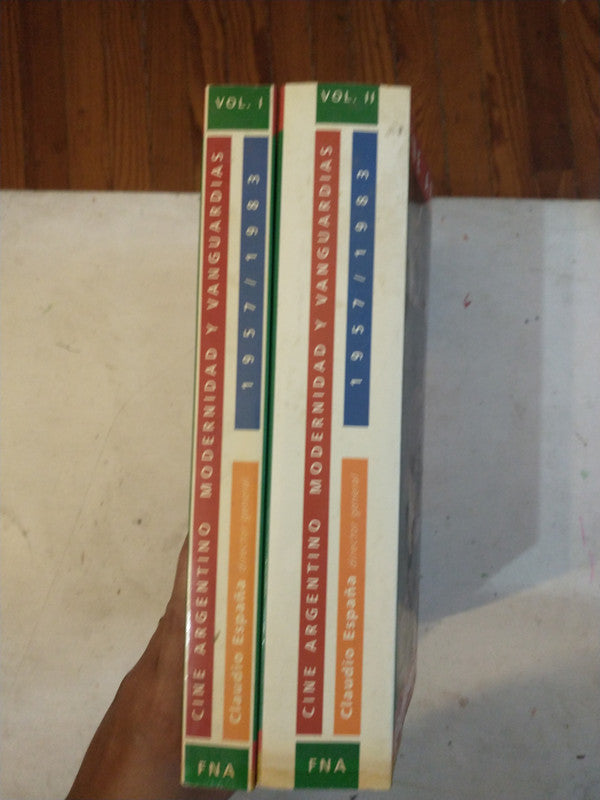 VOL. I
CINE ARGENTINO MODERNIDAD Y VANGUARDIAS
1957 // 1983
Claudio España director general
FNA
VOL. II
CINE ARGENTINO MODERNIDAD Y VANGUARDIAS
1957 // 1983
Claudio España director general
FNA